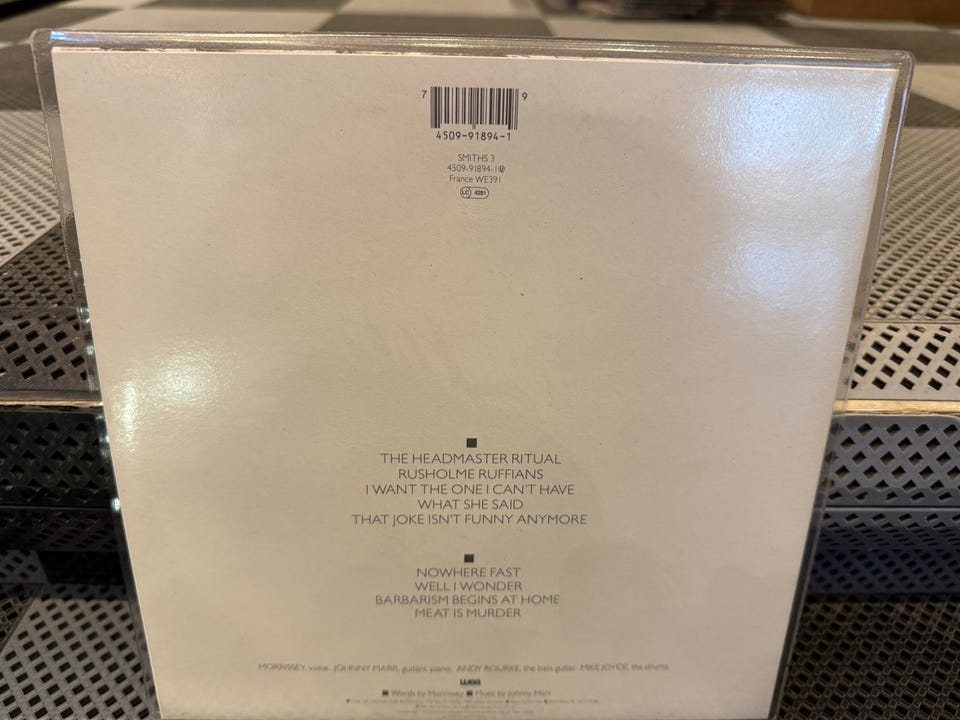 7 9
4509-91894-1
SMITHS 3
4509-91894-1
France WE391
LC 4281
THE HEADMASTER RITUAL
RUSHOLME RUFFIANS
I WANT THE ONE I CAN'T HAVE
WHAT SHE SAID
THAT JOKE ISN'T FUNNY ANYMORE
NOWHERE FAST
WELL I WONDER
BARBARISM BEGINS AT HOME
MEAT IS MURDER
MORRISSEY, voice. JOHNNY MARR, guitars, piano. ANDY ROURKE, the bass guitar. MIKE JOYCE, the drums.
wea
Words by Morrissey Music by Johnny Marr